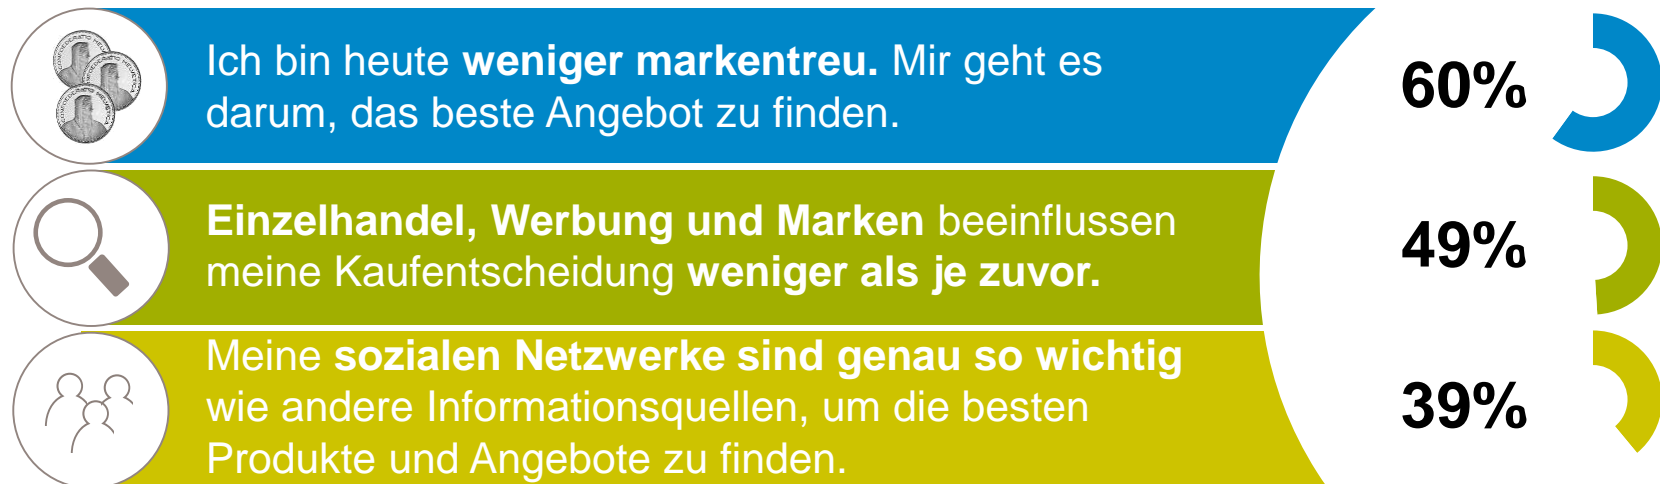 Ich bin heute weniger markentreu. Mir geht es
darum, das beste Angebot zu finden.
60%
Einzelhandel, Werbung und Marken beeinflussen
meine Kaufentscheidung weniger als je zuvor.
49%
Meine sozialen Netzwerke sind genau so wichtig
wie andere Informationsquellen, um die besten
Produkte und Angebote zu finden.
39%